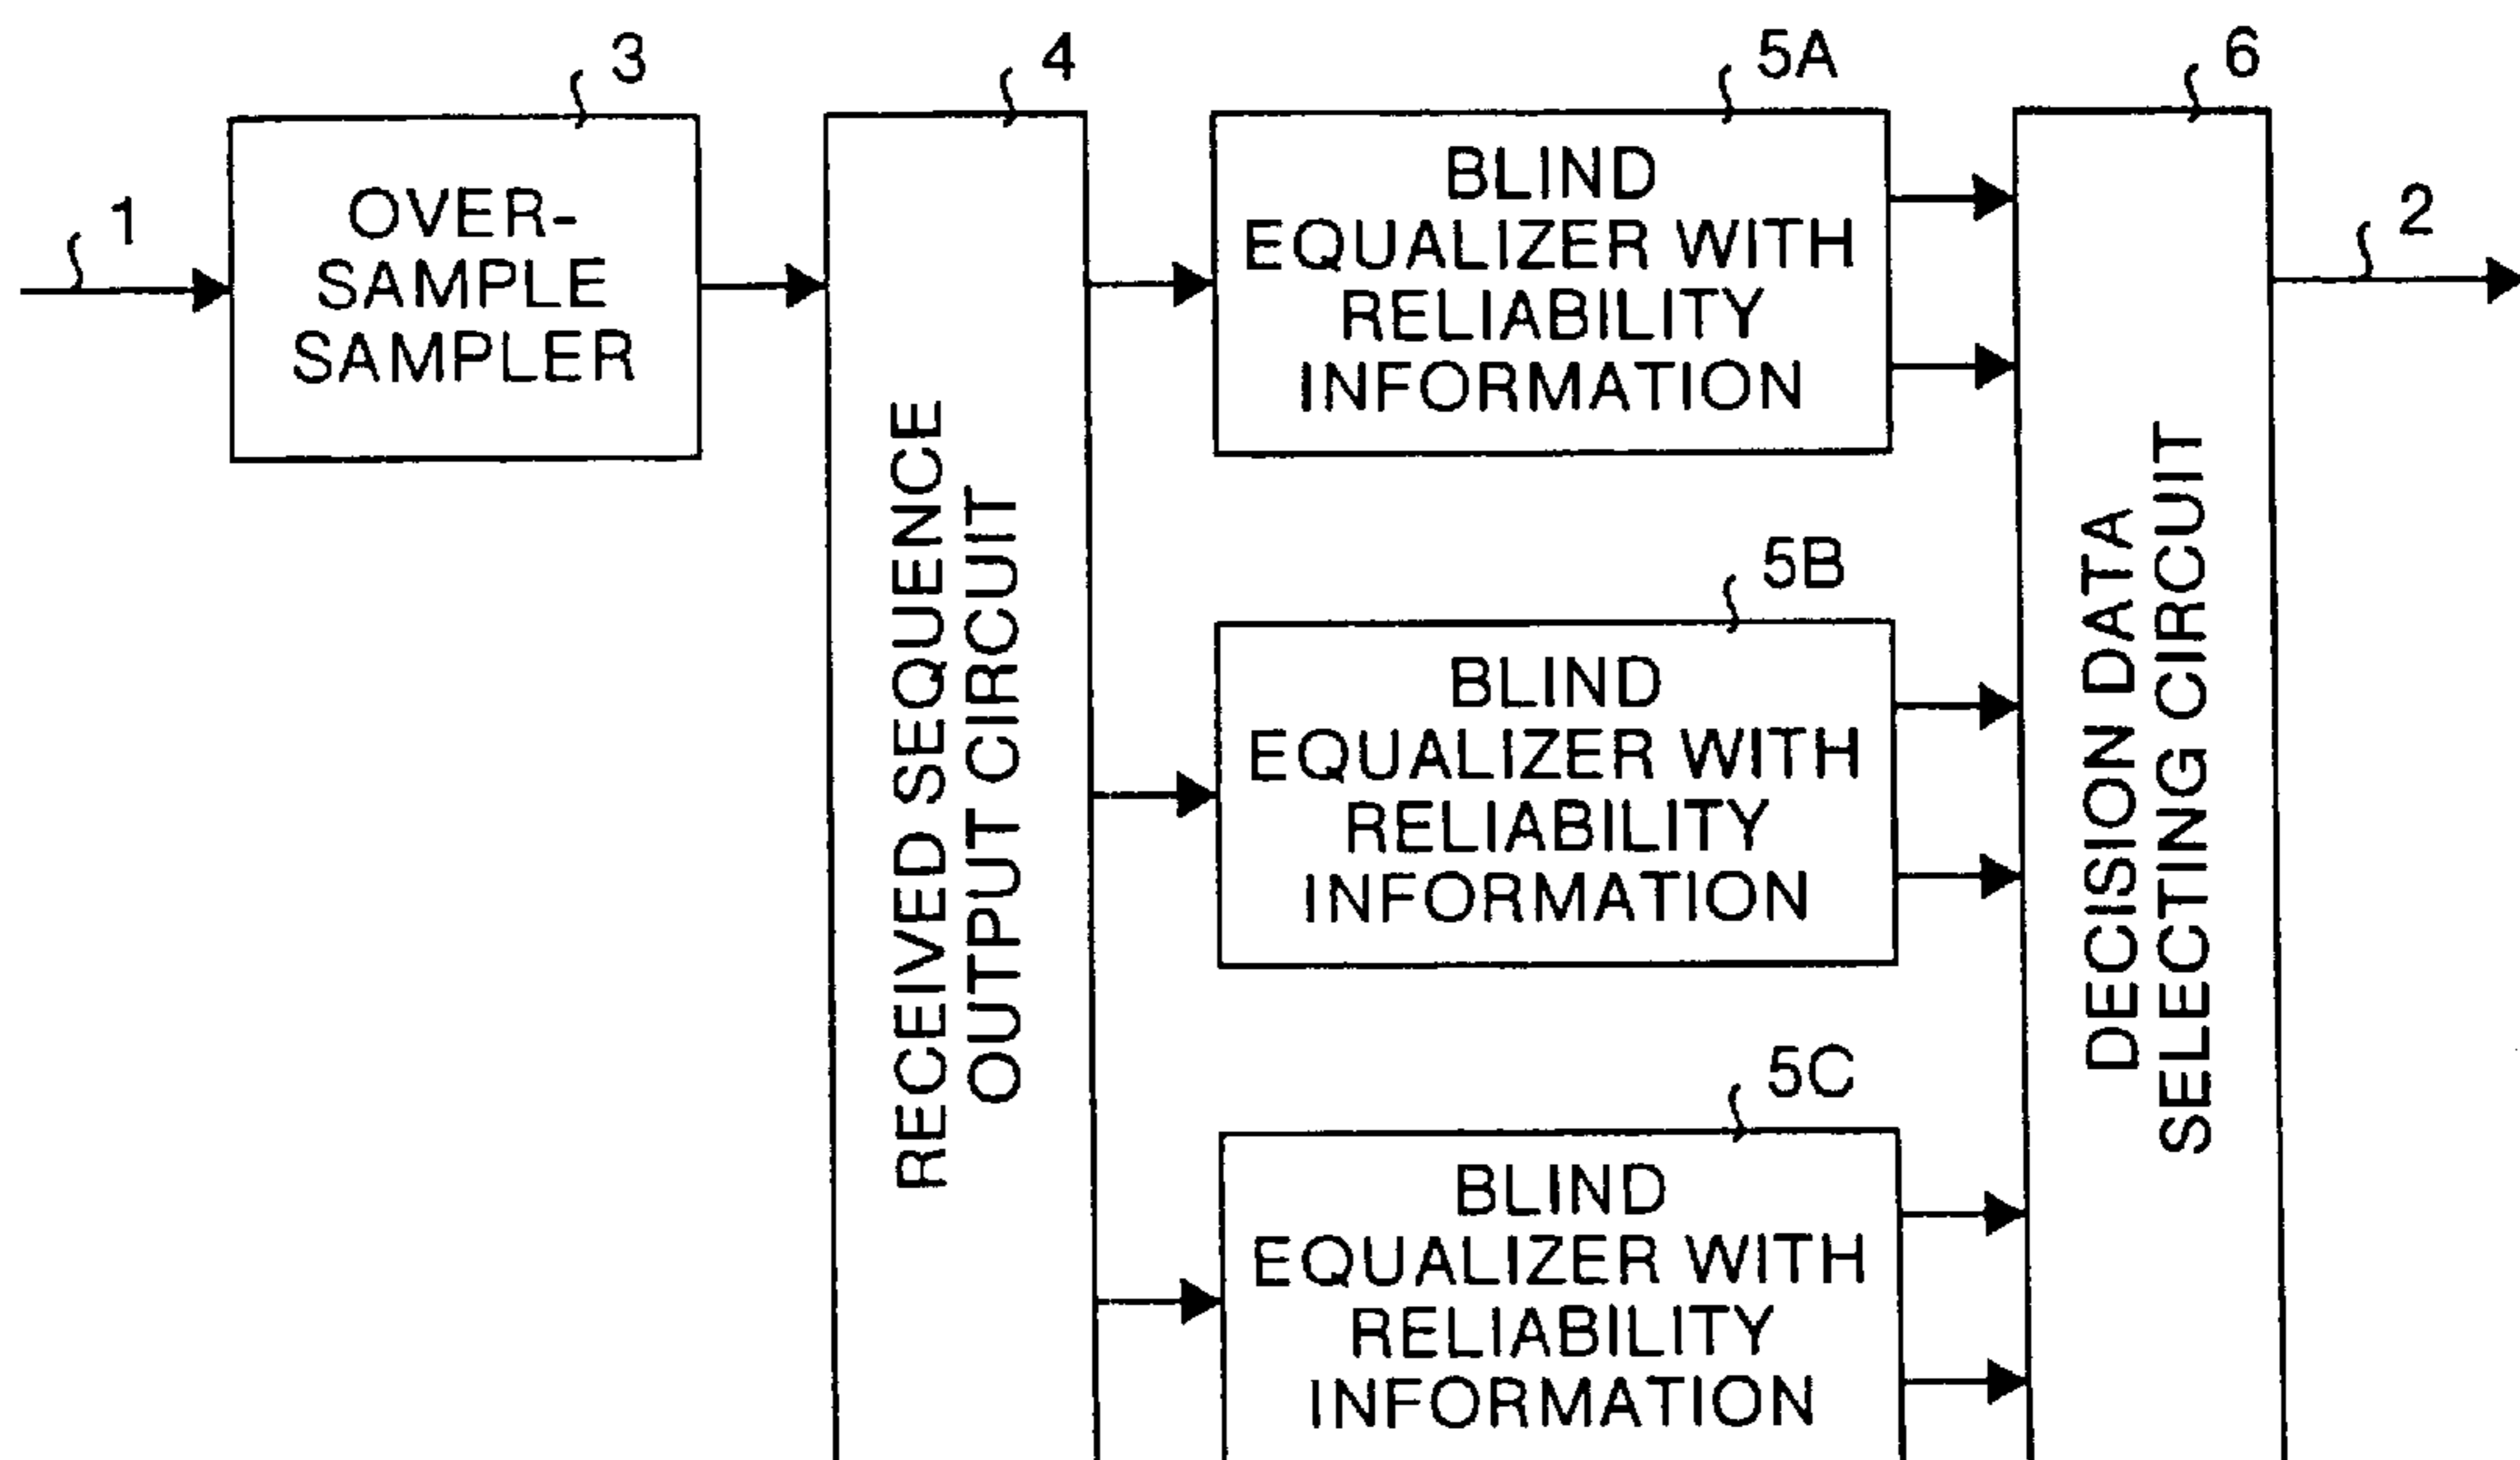 1
3
OVER-
SAMPLE
SAMPLER
4
RECEIVED SEQUENCE
OUTPUT CIRCUIT
5A
BLIND
EQUALIZER WITH
RELIABILITY
INFORMATION
5B
BLIND
EQUALIZER WITH
RELIABILITY
INFORMATION
5C
BLIND
EQUALIZER WITH
RELIABILITY
INFORMATION
6
DECISION DATA
SELECTING CIRCUIT
2